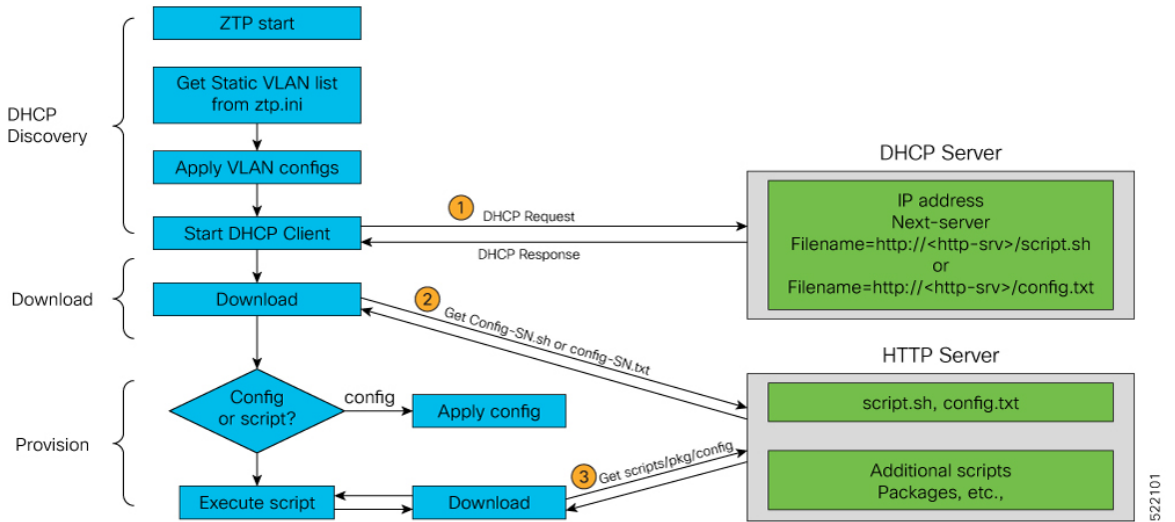 ZTP start
Get Static VLAN list
from ztp.ini
DHCP
Discovery
Apply VLAN configs
DHCP Server
1
DHCP Request
Start DHCP Client
DHCP Response
IP address
Next-server
Filename=http://<http-srv>/script.sh
or
Filename=http://<http-srv>/config.txt
Download
Download
2
Get Config-SN.sh or config-SN.txt
HTTP Server
Config
or script?
config
Apply config
script.sh, config.txt
Provision
3
Get scripts/pkg/config
Execute script
Download
Additional scripts
Packages, etc.,
522101